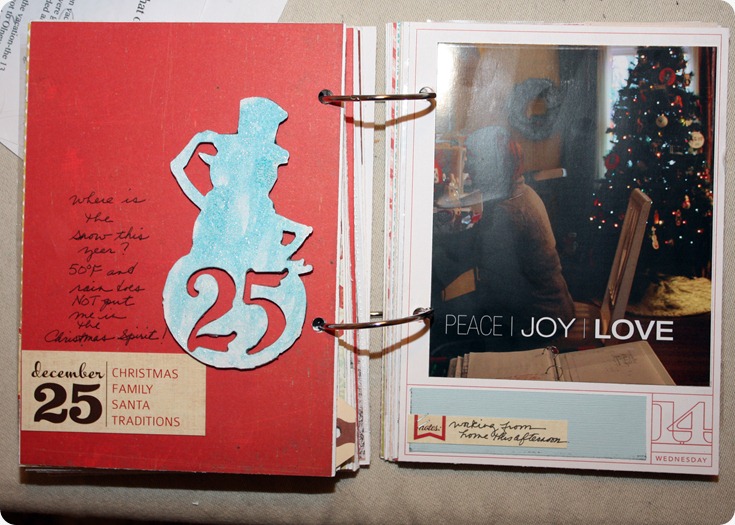 Where is
the
snow this
year?
50°F and
rain does
NOT put
me in
the
Christmas Spirit!
25
december
25
CHRISTMAS
FAMILY
SANTA
TRADITIONS
PEACE | JOY | LOVE
notes:
working from
home this afternoon
14
WEDNESDAY